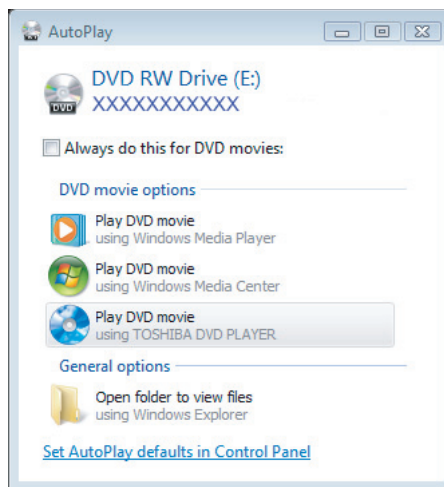 AutoPlay
DVD RW Drive (E:)
XXXXXXXXXXX
Always do this for DVD movies:
DVD movie options
Play DVD movie
using Windows Media Player
Play DVD movie
using Windows Media Center
Play DVD movie
using TOSHIBA DVD PLAYER
General options
Open folder to view files
using Windows Explorer
Set AutoPlay defaults in Control Panel